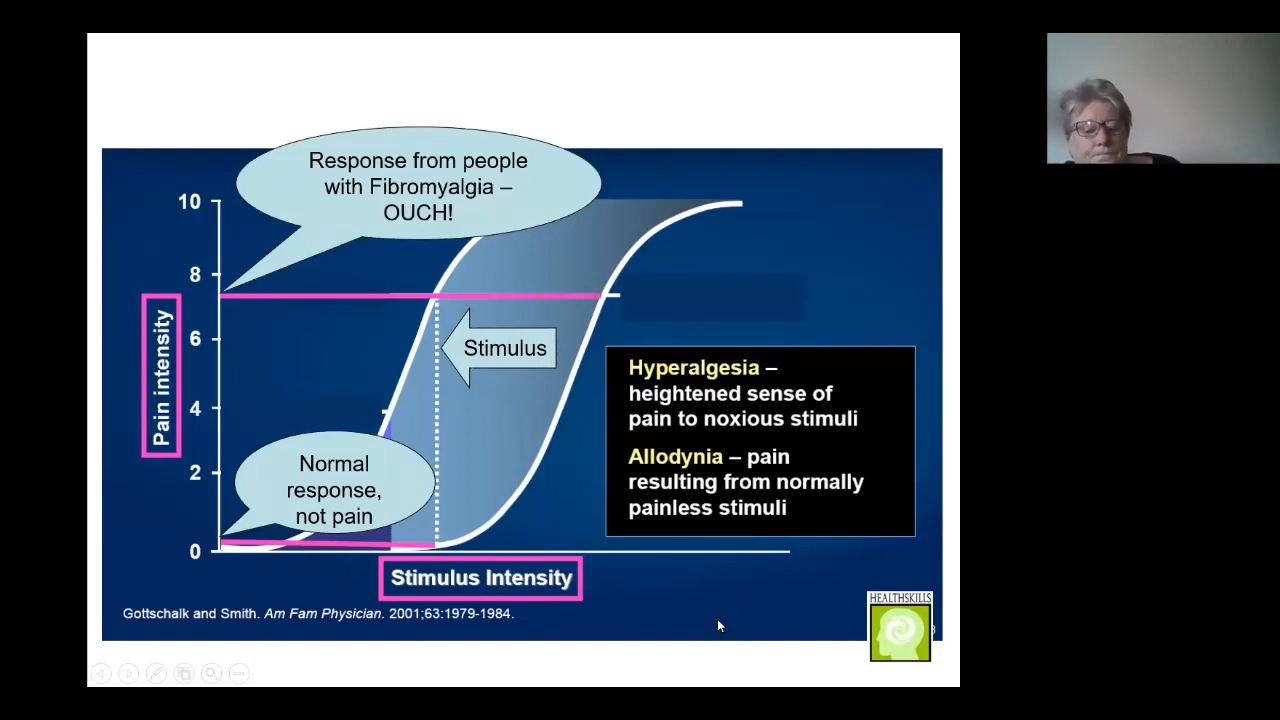 Response from people
with Fibromyalgia –
OUCH!
10
8
6
4
2
0
Pain intensity
Stimulus
Normal
response,
not pain
Hyperalgesia –
heightened sense of
pain to noxious stimuli
Allodynia – pain
resulting from normally
painless stimuli
Stimulus Intensity
Gottschalk and Smith. Am Fam Physician. 2001;63:1979-1984.
HEALTHSKILLS